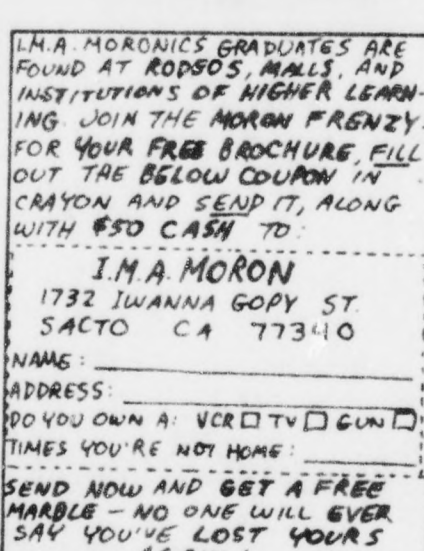 I.M.A. MORONICS GRADUATES ARE
FOUND AT RODEOS, MALLS, AND
INSTITUTIONS OF HIGHER LEARN-
ING. JOIN THE MORON FRENZY.
FOR YOUR FREE BROCHURE, FILL
OUT THE BELOW COUPON IN
CRAYON AND SEND IT, ALONG
WITH $50 CASH TO:
I.M.A. MORON
1732 IWANNA GOPY ST.
SACTO CA 77340
NAME:
ADDRESS:
DO YOU OWN A: VCR □ TV □ GUN □
TIMES YOU'RE NOT HOME:
SEND NOW AND GET A FREE
MARBLE - NO ONE WILL EVER
SAY YOU'VE LOST YOURS